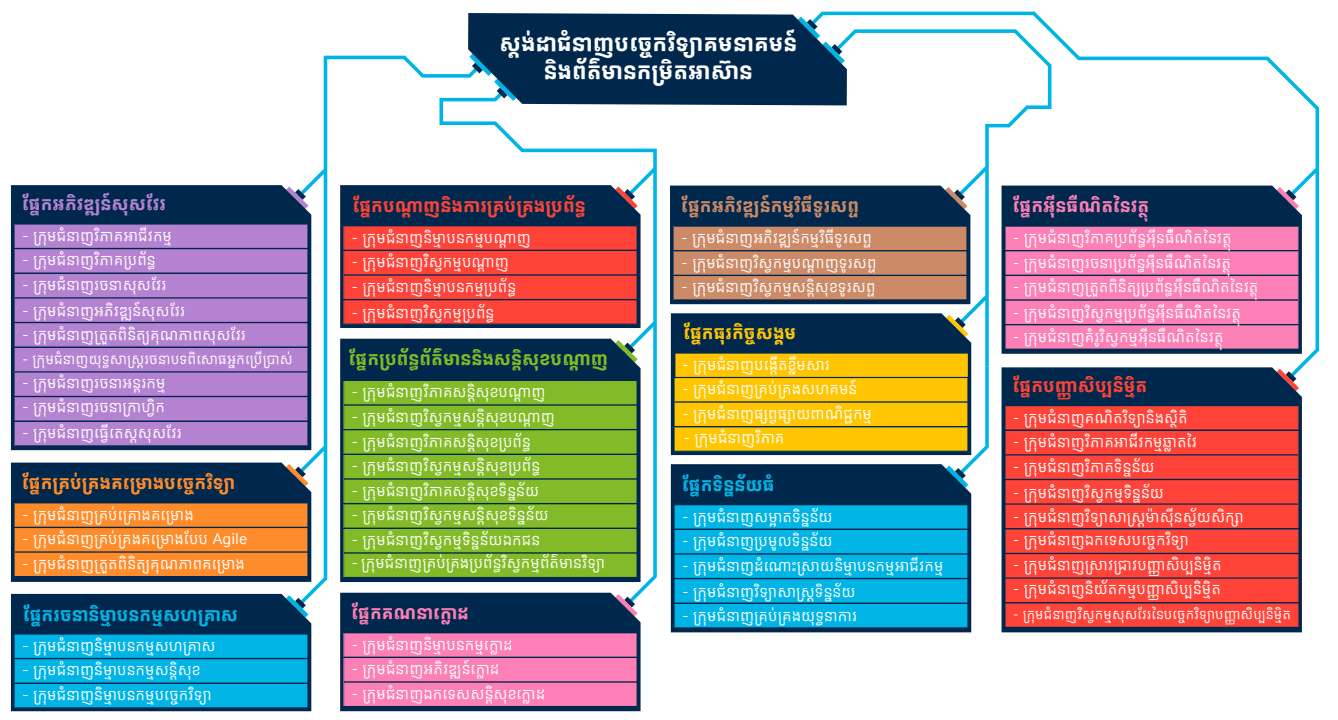 ស្តង់ដាជំនាញបច្ចេកវិទ្យាគមនាគមន៍
និងព័ត៌មានកម្រិតអាស៊ាន
ផ្នែកអភិវឌ្ឍន៍សុសវែរ
- ក្រុមជំនាញវិភាគអាជីវកម្ម
- ក្រុមជំនាញវិភាគប្រព័ន្ធ
- ក្រុមជំនាញរចនាសុសវែរ
- ក្រុមជំនាញអភិវឌ្ឍន៍សុសវែរ
- ក្រុមជំនាញត្រួតពិនិត្យគុណភាពសុសវែរ
- ក្រុមជំនាញយុទ្ធសាស្ត្ររចនាបទពិសោធអ្នកប្រើប្រាស់
- ក្រុមជំនាញរចនាអន្តរកម្ម
- ក្រុមជំនាញរចនាក្រាហ្វិក
- ក្រុមជំនាញធ្វើតេស្តសុសវែរ
ផ្នែកគ្រប់គ្រងគម្រោងបច្ចេកវិទ្យា
- ក្រុមជំនាញគ្រប់គ្រោងគម្រោង
- ក្រុមជំនាញគ្រប់គ្រងគម្រោងបែប Agile
- ក្រុមជំនាញត្រួតពិនិត្យគុណភាពគម្រោង
ផ្នែករចនានិម្មាបនកម្មសហគ្រាស
- ក្រុមជំនាញនិម្មាបនកម្មសហគ្រាស
- ក្រុមជំនាញនិម្មាបនកម្មសន្តិសុខ
- ក្រុមជំនាញនិម្មាបនកម្មបច្ចេកវិទ្យា
ផ្នែកបណ្តាញនិងការគ្រប់គ្រងប្រព័ន្ធ
- ក្រុមជំនាញនិម្មាបនកម្មបណ្តាញ
- ក្រុមជំនាញវិស្វកម្មបណ្តាញ
- ក្រុមជំនាញនិម្មាបនកម្មប្រព័ន្ធ
- ក្រុមជំនាញវិស្វកម្មប្រព័ន្ធ
ផ្នែកប្រព័ន្ធព័ត៌មាននិងសន្តិសុខបណ្តាញ
- ក្រុមជំនាញវិភាគសន្តិសុខបណ្តាញ
- ក្រុមជំនាញវិស្វកម្មសន្តិសុខបណ្តាញ
- ក្រុមជំនាញវិភាគសន្តិសុខប្រព័ន្ធ
- ក្រុមជំនាញវិស្វកម្មសន្តិសុខប្រព័ន្ធ
- ក្រុមជំនាញវិភាគសន្តិសុខទិន្នន័យ
- ក្រុមជំនាញវិស្វកម្មសន្តិសុខទិន្នន័យ
- ក្រុមជំនាញវិស្វកម្មទិន្នន័យឯកជន
- ក្រុមជំនាញគ្រប់គ្រងប្រព័ន្ធវិស្វកម្មព័ត៌មានវិទ្យា
ផ្នែកគណនាក្លោដ
- ក្រុមជំនាញនិម្មាបនកម្មក្លោដ
- ក្រុមជំនាញអភិវឌ្ឍន៍ក្លោដ
- ក្រុមជំនាញឯកទេសសន្តិសុខក្លោដ
ផ្នែកអភិវឌ្ឍន៍កម្មវិធីទូរសព្ទ
- ក្រុមជំនាញអភិវឌ្ឍន៍កម្មវិធីទូរសព្ទ
- ក្រុមជំនាញវិស្វកម្មបណ្តាញទូរសព្ទ
- ក្រុមជំនាញវិស្វកម្មសន្តិសុខទូរសព្ទ
ផ្នែកធុរកិច្ចសង្គម
- ក្រុមជំនាញបង្កើតខ្លឹមសារ
- ក្រុមជំនាញគ្រប់គ្រងសហគមន៍
- ក្រុមជំនាញផ្សព្វផ្សាយពាណិជ្ជកម្ម
- ក្រុមជំនាញវិភាគ
ផ្នែកទិន្នន័យធំ
- ក្រុមជំនាញសម្អាតទិន្នន័យ
- ក្រុមជំនាញប្រមូលទិន្នន័យ
- ក្រុមជំនាញដំណោះស្រាយនិម្មាបនកម្មអាជីវកម្ម
- ក្រុមជំនាញវិទ្យាសាស្ត្រទិន្នន័យ
- ក្រុមជំនាញគ្រប់គ្រងយុទ្ធនាការ
ផ្នែកអ៊ីនធឺណិតនៃវត្ថុ
- ក្រុមជំនាញវិភាគប្រព័ន្ធអ៊ីនធឺណិតនៃវត្ថុ
- ក្រុមជំនាញរចនាប្រព័ន្ធអ៊ីនធឺណិតនៃវត្ថុ
- ក្រុមជំនាញត្រួតពិនិត្យប្រព័ន្ធអ៊ីនធឺណិតនៃវត្ថុ
- ក្រុមជំនាញវិស្វកម្មប្រព័ន្ធអ៊ីនធឺណិតនៃវត្ថុ
- ក្រុមជំនាញគំរូវិស្វកម្មអ៊ីនធឺណិតនៃវត្ថុ
ផ្នែកបញ្ញាសិប្បនិម្មិត
- ក្រុមជំនាញគណិតវិទ្យានិងស្ថិតិ
- ក្រុមជំនាញវិភាគអាជីវកម្មឆ្លាតវៃ
- ក្រុមជំនាញវិភាគទិន្នន័យ
- ក្រុមជំនាញវិស្វកម្មទិន្នន័យ
- ក្រុមជំនាញវិទ្យាសាស្ត្រម៉ាស៊ីនស្វ័យសិក្សា
- ក្រុមជំនាញឯកទេសបច្ចេកវិទ្យា
- ក្រុមជំនាញស្រាវជ្រាវបញ្ញាសិប្បនិម្មិត
- ក្រុមជំនាញនិយ័តកម្មបញ្ញាសិប្បនិម្មិត
- ក្រុមជំនាញវិស្វកម្មសុសវែរនៃបច្ចេកវិទ្យាបញ្ញាសិប្បនិម្មិត